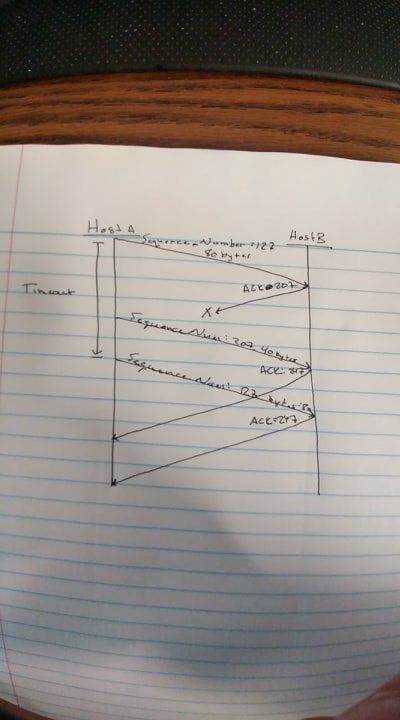 Host A
Host B
Sequence Number = 127
80 bytes
ACK = 207
Timeout
X
Sequence Num: 207, 40 bytes
ACK: 247
Sequence Num: 127 bytes: 80
ACK=247